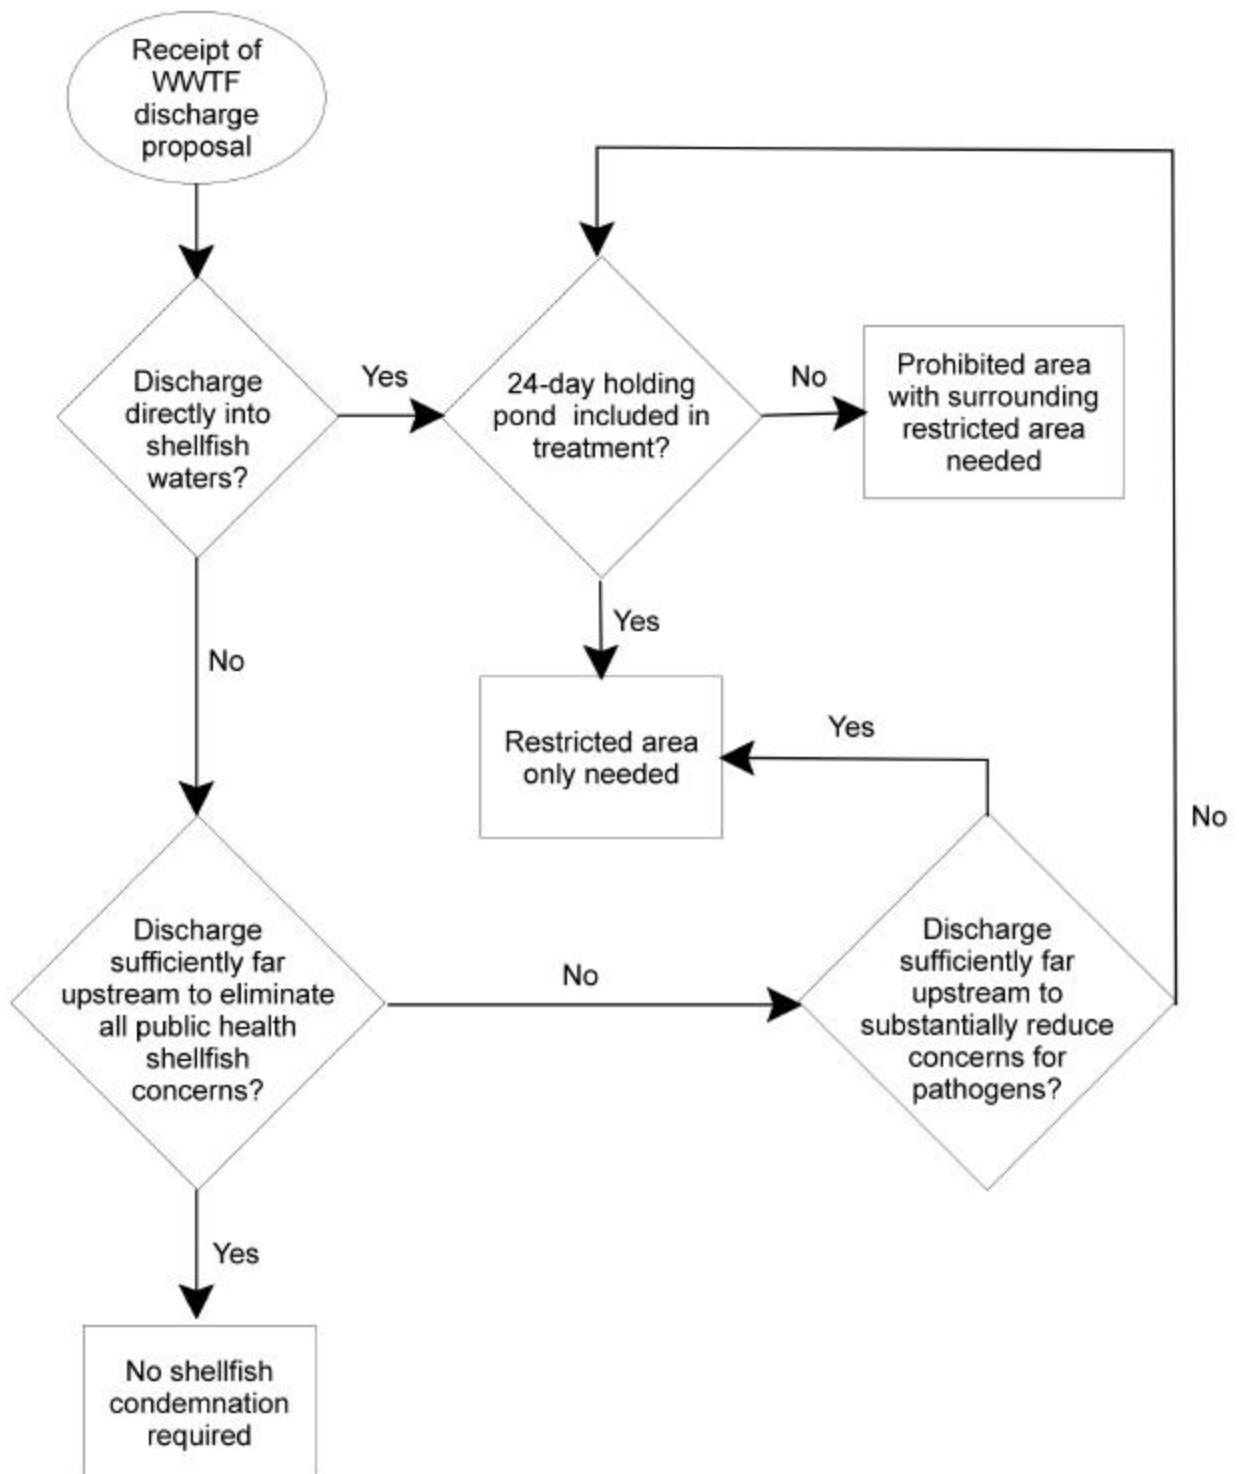 Receipt of
WWTF
discharge
proposal
Discharge
directly into
shellfish
waters?
Yes
24-day holding
pond included in
treatment?
No
Prohibited area
with surrounding
restricted area
needed
Yes
No
Restricted area
only needed
Yes
No
Discharge
sufficiently far
upstream to eliminate
all public health
shellfish
concerns?
No
Discharge
sufficiently far
upstream to
substantially reduce
concerns for
pathogens?
Yes
No shellfish
condemnation
required